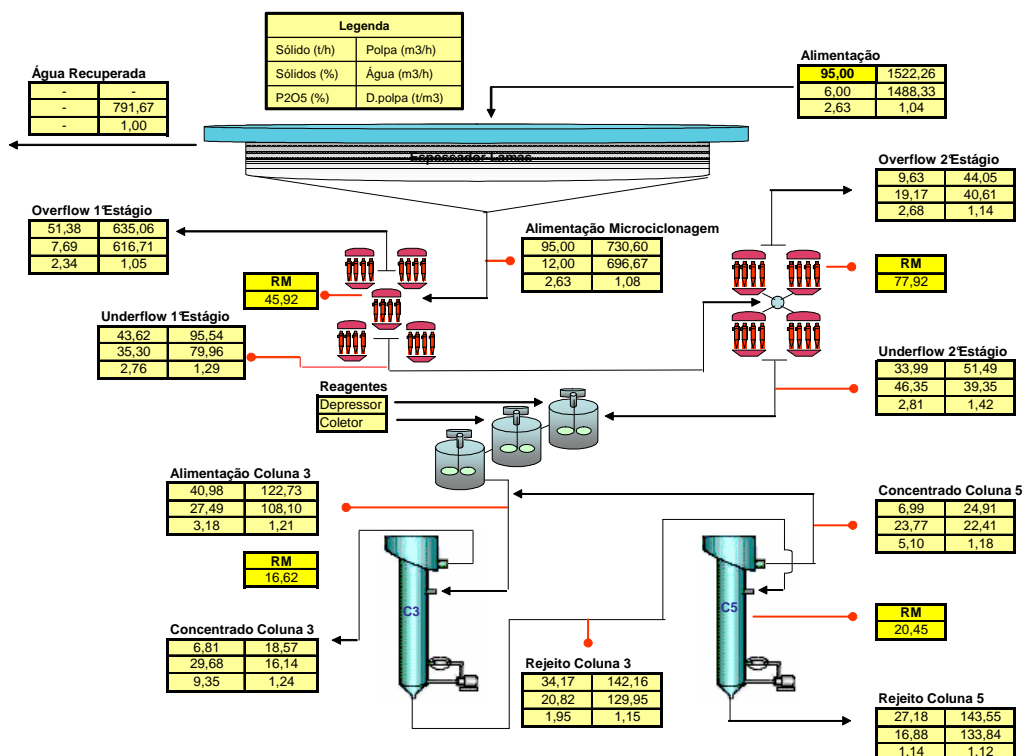 Legenda
Sólido (t/h) Polpa (m3/h)
Sólidos (%) Água (m3/h)
P2O5 (%) D.polpa (t/m3)
Alimentação
95,00 1522,26
6,00 1488,33
2,63 1,04
Água Recuperada
- -
- 791,67
- 1,00
Espessador Lamas
Overflow 2ºEstágio
9,63 44,05
19,17 40,61
2,68 1,14
Overflow 1ºEstágio
51,38 635,06
7,69 616,71
2,34 1,05
Alimentação Microciclonagem
95,00 730,60
12,00 696,67
2,63 1,08
RM
45,92
RM
77,92
Underflow 1ºEstágio
43,62 95,54
35,30 79,96
2,76 1,29
Underflow 2ºEstágio
33,99 51,49
46,35 39,35
2,81 1,42
Reagentes
Depressor
Coletor
Alimentação Coluna 3
40,98 122,73
27,49 108,10
3,18 1,21
Concentrado Coluna 5
6,99 24,91
23,77 22,41
5,10 1,18
RM
16,62
C3
C5
RM
20,45
Concentrado Coluna 3
6,81 18,57
29,68 16,14
9,35 1,24
Rejeito Coluna 3
34,17 142,16
20,82 129,95
1,95 1,15
Rejeito Coluna 5
27,18 143,55
16,88 133,84
1,14 1,12